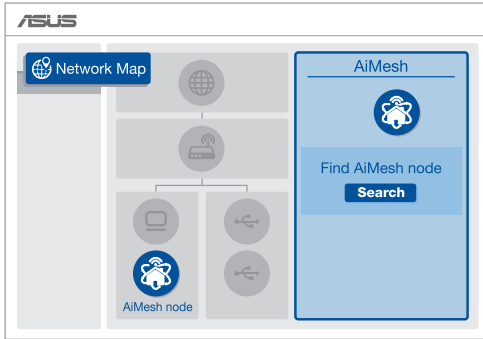 ASUS
Network Map
AiMesh
Find AiMesh node
Search
AiMesh node